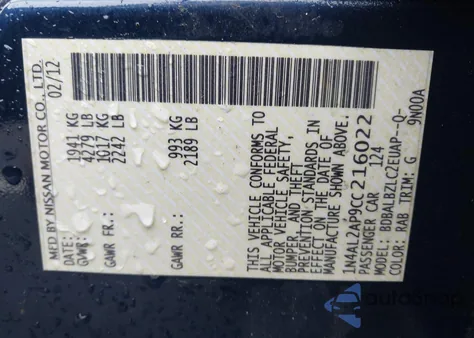 MFD BY NISSAN MOTOR CO., LTD.
DATE: 02/12
GVWR: 1941 KG
4279 LB
GAWR FR: 1017 KG
2242 LB
GAWR RR: 993 KG
2189 LB
THIS VEHICLE CONFORMS TO
ALL APPLICABLE FEDERAL
MOTOR VEHICLE SAFETY,
BUMPER, AND THEFT
PREVENTION STANDARDS IN
EFFECT ON THE DATE OF
MANUFACTURE SHOWN ABOVE.
1N4AL2AP9CC216022
PASSENGER CAR 124
MODEL: BDBALBZLCZEUAP--Q-
COLOR: RAB TRIM: G 9N00A